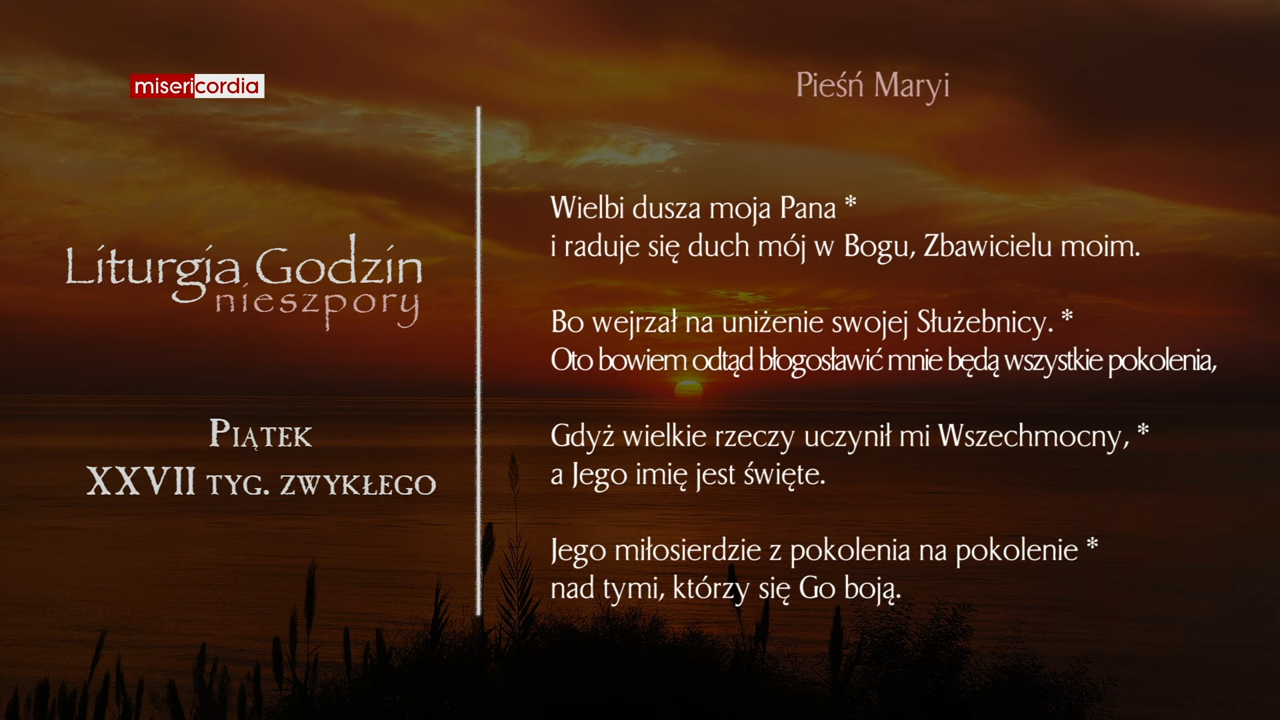 misericordia
Liturgia Godzin
nieszpory
Piątek
XXVII tyg. zwykłego
Pieśń Maryi
Wielbi dusza moja Pana *
i raduje się duch mój w Bogu, Zbawicielu moim.
Bo wejrzał na uniżenie swojej Służebnicy. *
Oto bowiem odtąd błogosławić mnie będą wszystkie pokolenia,
Gdyż wielkie rzeczy uczynił mi Wszechmocny, *
a Jego imię jest święte.
Jego miłosierdzie z pokolenia na pokolenie *
nad tymi, którzy się Go boją.